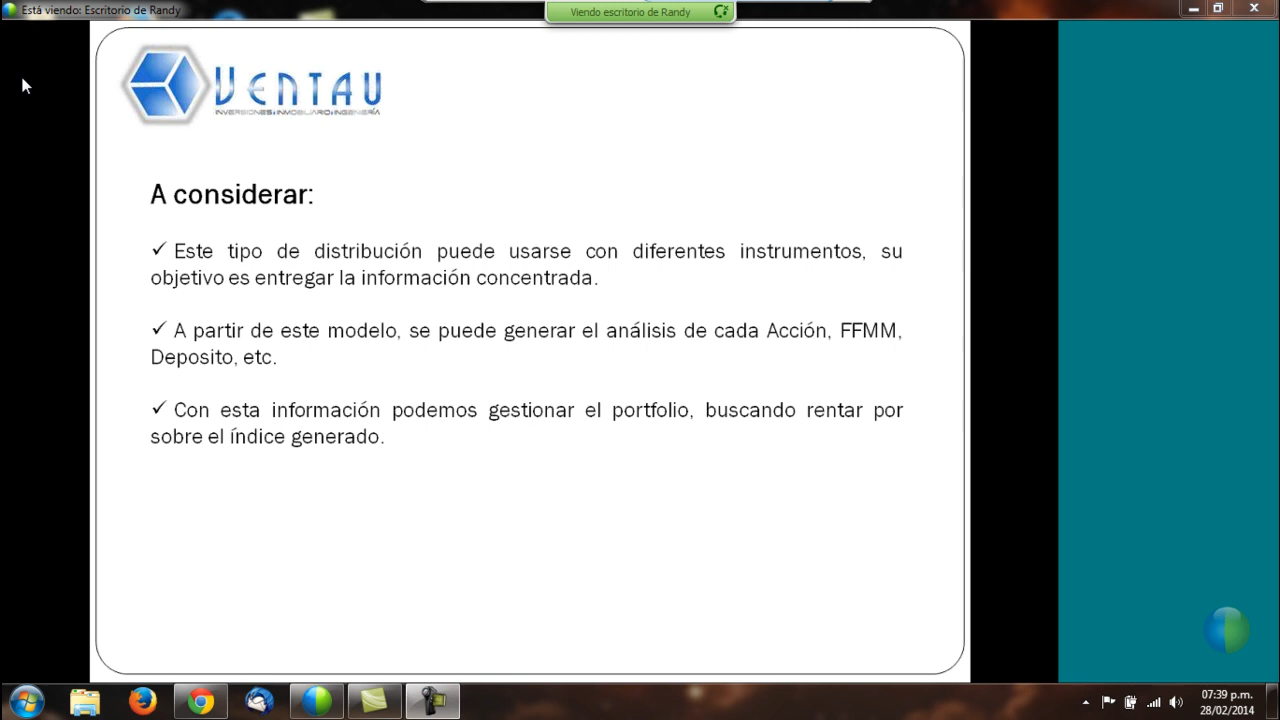 Está viendo: Escritorio de Randy
Viendo escritorio de Randy
VENTAU
INVERSIONES·INMOBILIARIO·INGENIERÍA
A considerar:
✓ Este tipo de distribución puede usarse con diferentes instrumentos, su
objetivo es entregar la información concentrada.
✓ A partir de este modelo, se puede generar el análisis de cada Acción, FFMM,
Deposito, etc.
✓ Con esta información podemos gestionar el portfolio, buscando rentar por
sobre el índice generado.
07:39 p.m.
28/02/2014